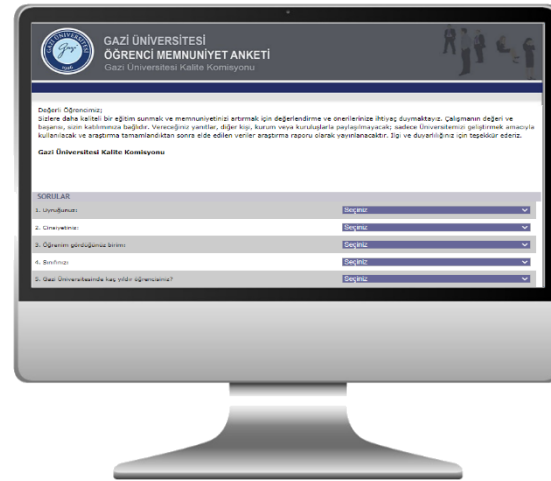 GAZİ ÜNİVERSİTESİ
ÖĞRENCİ MEMNUNİYET ANKETİ
Gazi Üniversitesi Kalite Komisyonu
Değerli Öğrencimiz;
Sizlere daha kaliteli bir eğitim sunmak ve memnuniyetinizi artırmak için değerlendirme ve önerilerinize ihtiyaç duymaktayız. Çalışmanın değeri ve
başarısı, sizin katılımınıza bağlıdır. Vereceğiniz yanıtlar, diğer kişi, kurum veya kuruluşlarla paylaşılmayacak; sadece Üniversitemizin geliştirmek amacıyla
kullanılacak ve araştırma tamamlandıktan sonra elde edilen veriler araştırma raporu olarak yayınlanacaktır. İlgi ve duyarlılığınız için teşekkür ederiz.
Gazi Üniversitesi Kalite Komisyonu
SORULAR
1. Uyruğunuz: Seçiniz
2. Cinsiyetiniz: Seçiniz
3. Öğrenim gördüğünüz birim: Seçiniz
4. Sınıfınız: Seçiniz
5. Gazi Üniversitesinde kaç yıldır öğrencisiniz? Seçiniz